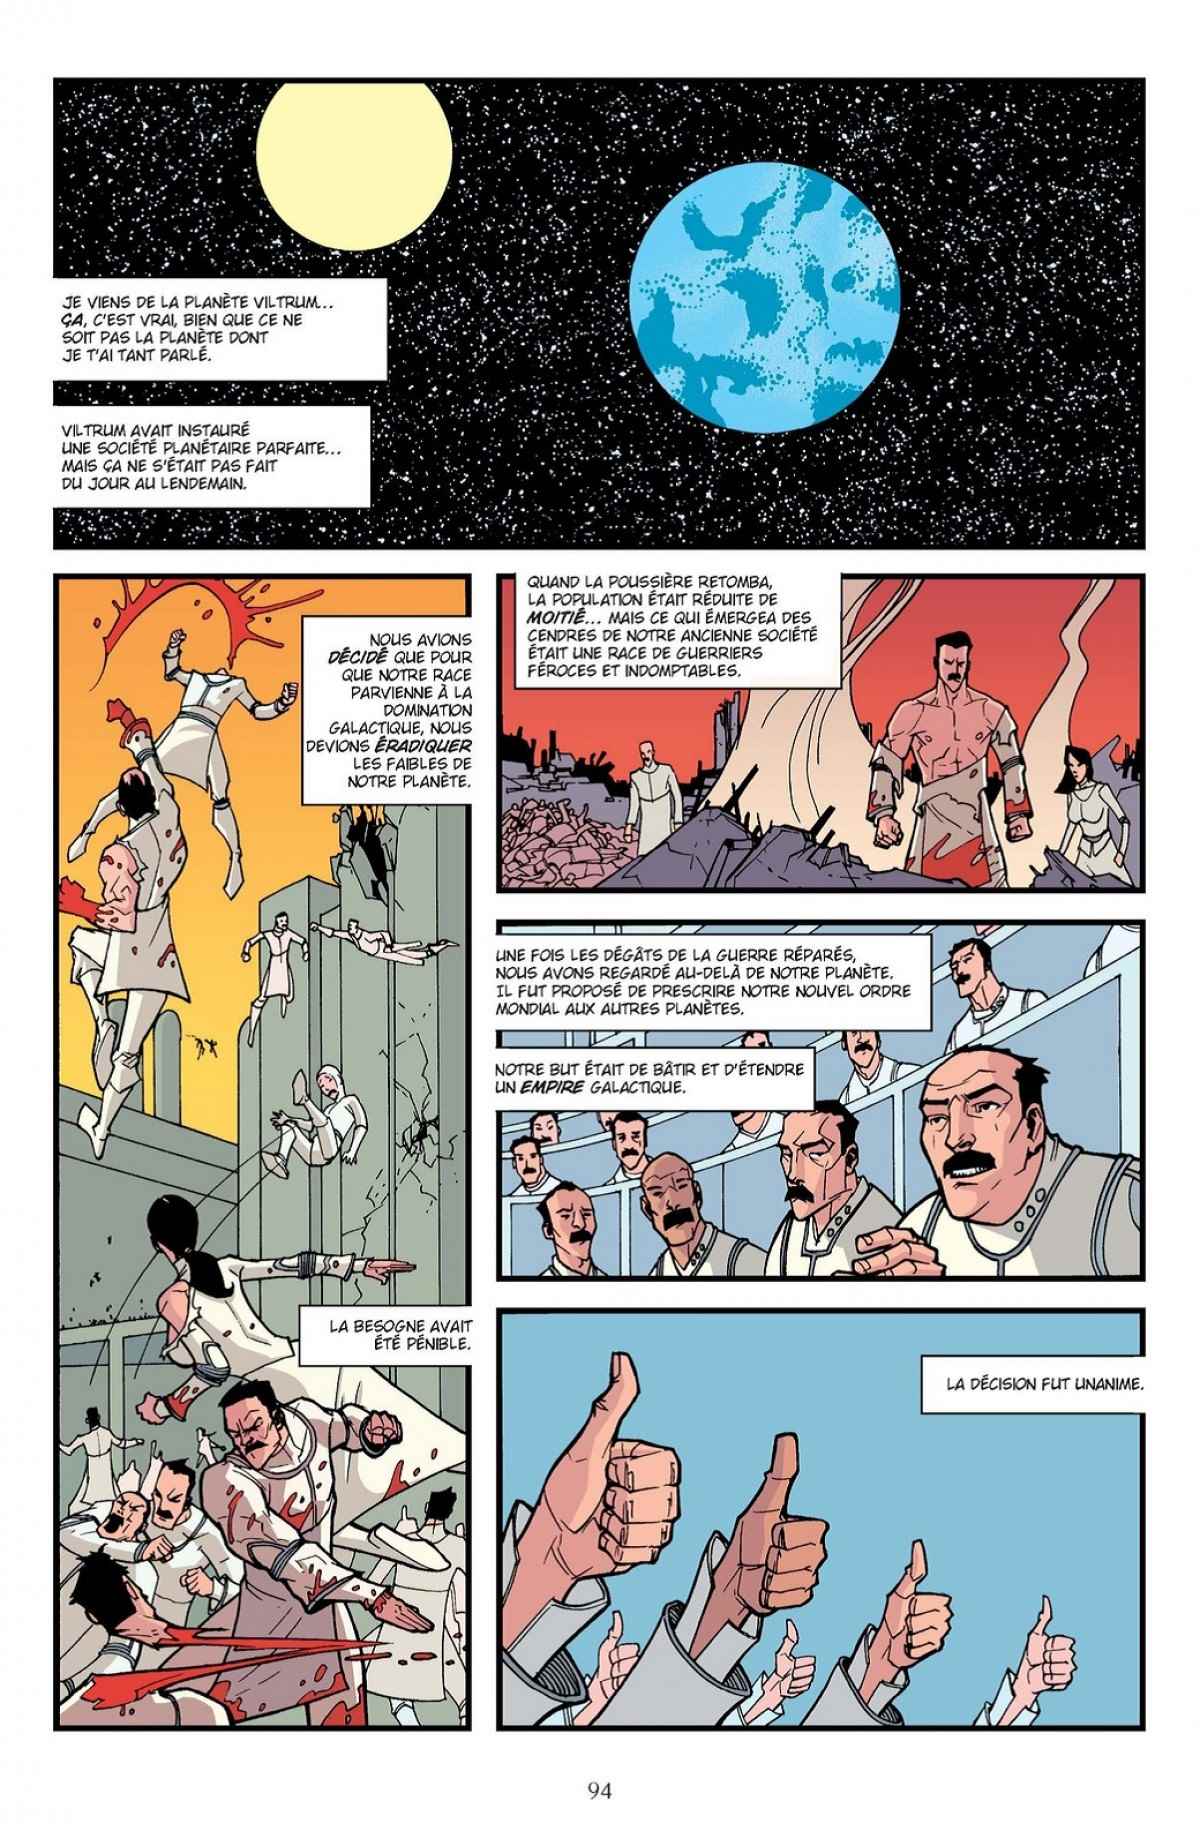 JE VIENS DE LA PLANÈTE VILTRUM...
ÇA, C'EST VRAI, BIEN QUE CE NE
SOIT PAS LA PLANÈTE DONT
JE T'AI TANT PARLÉ.
VILTRUM AVAIT INSTAURÉ
UNE SOCIÉTÉ PLANÉTAIRE PARFAITE...
MAIS ÇA NE S'ÉTAIT PAS FAIT
DU JOUR AU LENDEMAIN.
NOUS AVIONS
DÉCIDÉ QUE POUR
QUE NOTRE RACE
PARVIENNE À LA
DOMINATION
GALACTIQUE, NOUS
DEVIONS ÉRADIQUER
LES FAIBLES DE
NOTRE PLANÈTE.
LA BESOGNE AVAIT
ÉTÉ PÉNIBLE.
QUAND LA POUSSIÈRE RETOMBA,
LA POPULATION ÉTAIT RÉDUITE DE
MOITIÉ... MAIS CE QUI ÉMERGEA DES
CENDRES DE NOTRE ANCIENNE SOCIÉTÉ
ÉTAIT UNE RACE DE GUERRIERS
FÉROCES ET INDOMPTABLES.
UNE FOIS LES DÉGÂTS DE LA GUERRE RÉPARÉS,
NOUS AVONS REGARDÉ AU-DELÀ DE NOTRE PLANÈTE.
IL FUT PROPOSÉ DE PRESCRIRE NOTRE NOUVEL ORDRE
MONDIAL AUX AUTRES PLANÈTES.
NOTRE BUT ÉTAIT DE BÂTIR ET D'ÉTENDRE
UN EMPIRE GALACTIQUE.
LA DÉCISION FUT UNANIME.
94